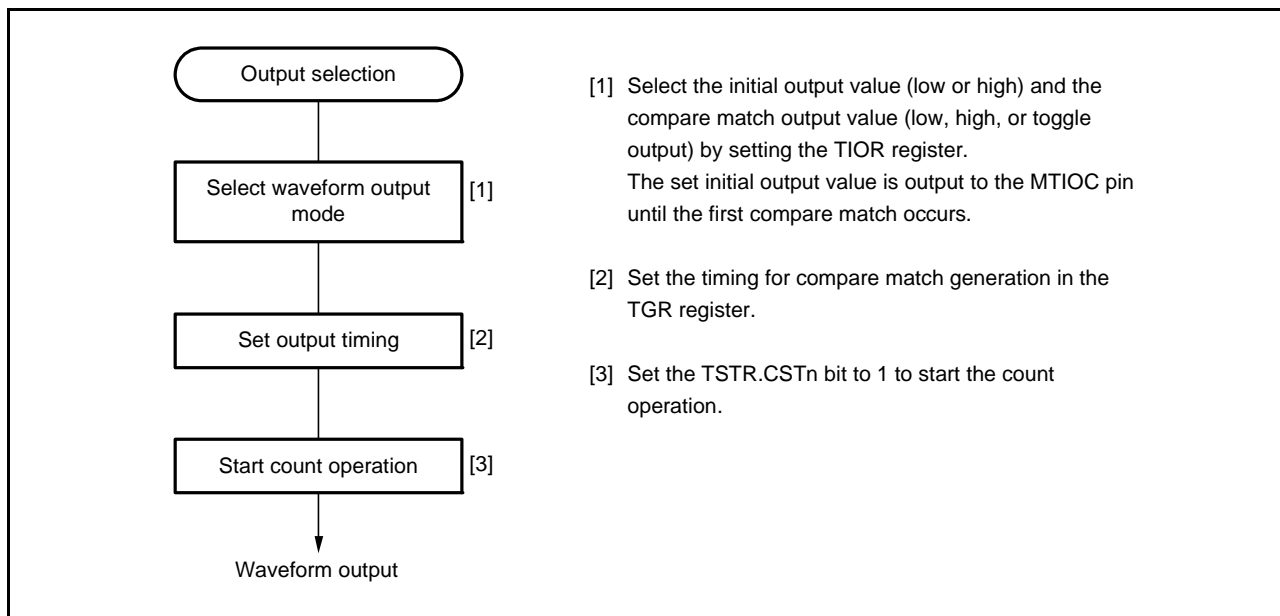 Output selection
Select waveform output
mode
[1]
Set output timing
[2]
Start count operation
[3]
Waveform output
[1] Select the initial output value (low or high) and the
compare match output value (low, high, or toggle
output) by setting the TIOR register.
The set initial output value is output to the MTIOC pin
until the first compare match occurs.
[2] Set the timing for compare match generation in the
TGR register.
[3] Set the TSTR.CSTn bit to 1 to start the count
operation.